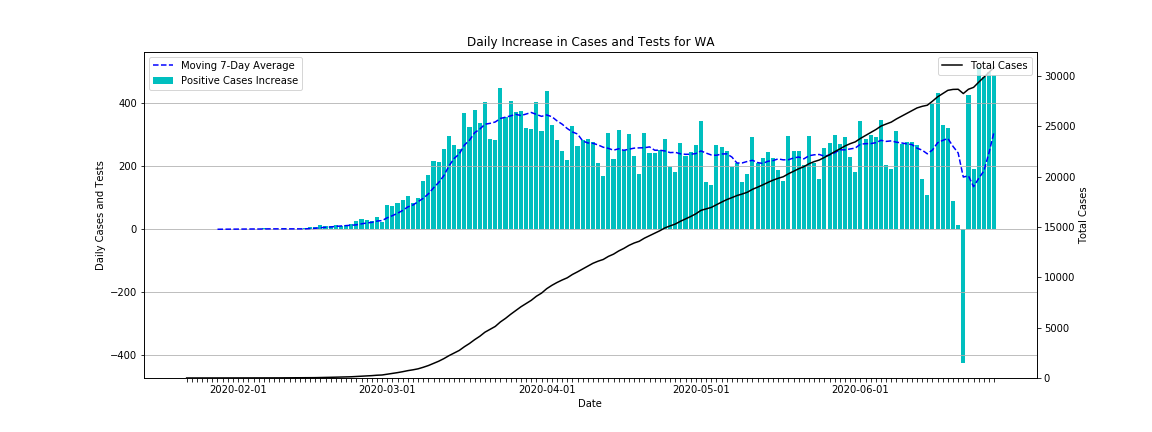 Daily Increase in Cases and Tests for WA
Moving 7-Day Average
Positive Cases Increase
Total Cases
400
200
0
−200
−400
Daily Cases and Tests
30000
25000
20000
15000
10000
5000
0
Total Cases
2020-02-01 2020-03-01 2020-04-01 2020-05-01 2020-06-01
Date